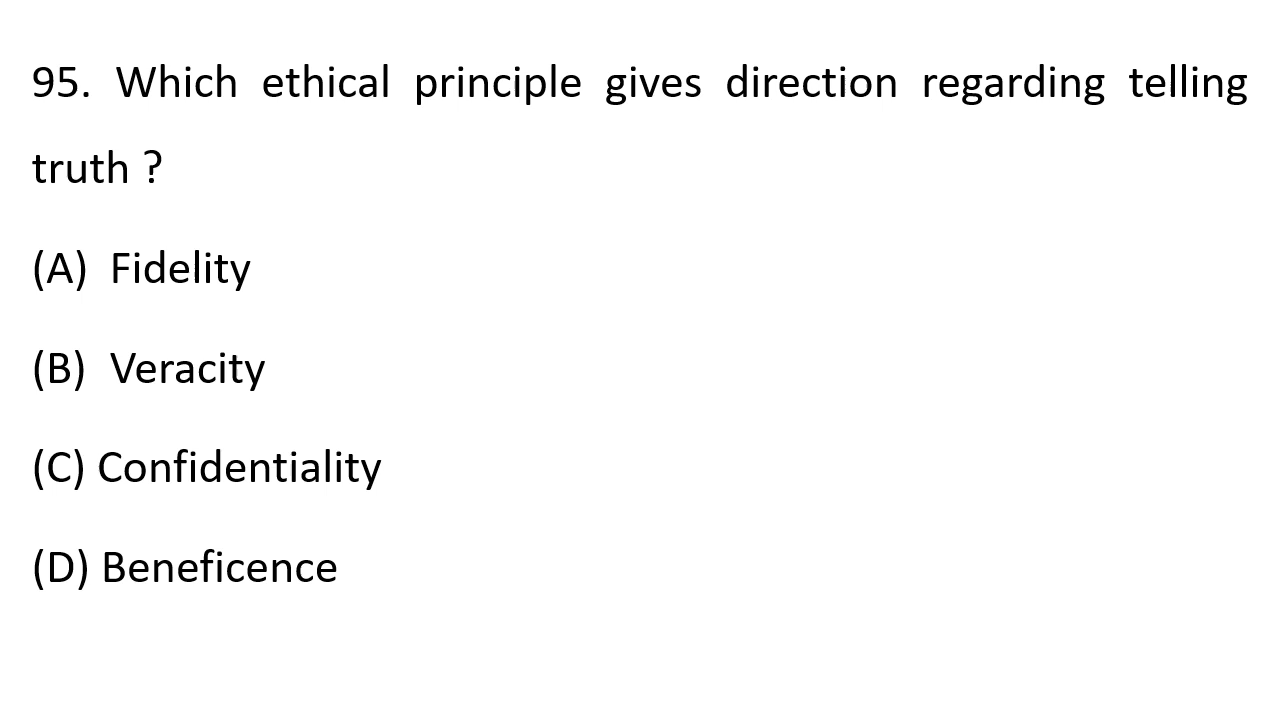 95. Which ethical principle gives direction regarding telling
truth ?
(A) Fidelity
(B) Veracity
(C) Confidentiality
(D) Beneficence